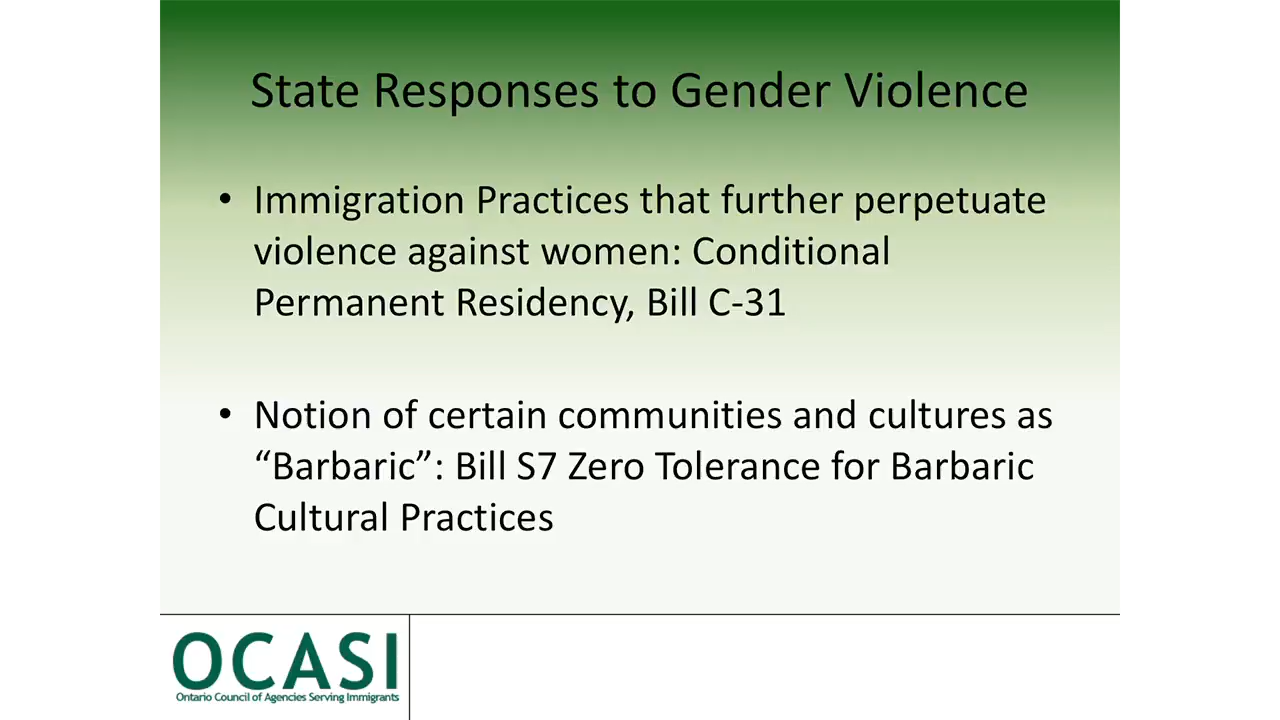 State Responses to Gender Violence
• Immigration Practices that further perpetuate
violence against women: Conditional
Permanent Residency, Bill C-31
• Notion of certain communities and cultures as
“Barbaric”: Bill S7 Zero Tolerance for Barbaric
Cultural Practices
OCASI
Ontario Council of Agencies Serving Immigrants